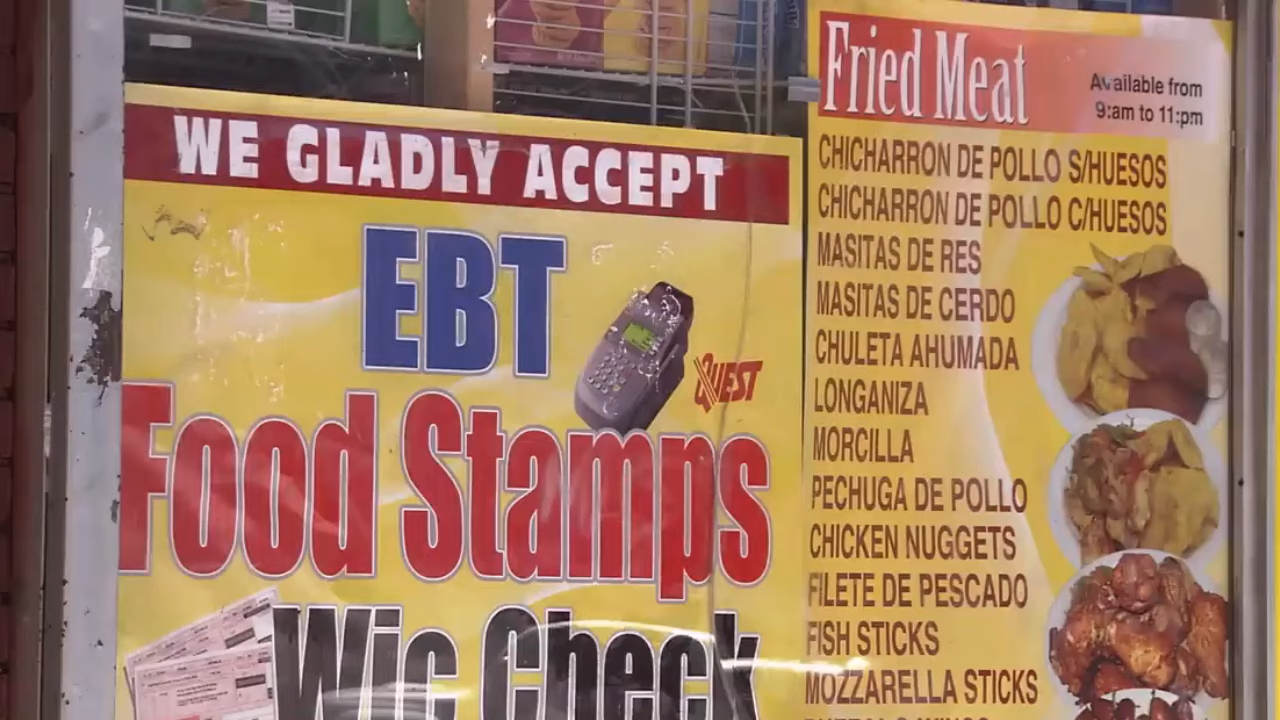 WE GLADLY ACCEPT
EBT
QUEST
Food Stamps
Wic Check
Fried Meat
Available from
9:am to 11:pm
CHICHARRON DE POLLO S/HUESOS
CHICHARRON DE POLLO C/HUESOS
MASITAS DE RES
MASITAS DE CERDO
CHULETA AHUMADA
LONGANIZA
MORCILLA
PECHUGA DE POLLO
CHICKEN NUGGETS
FILETE DE PESCADO
FISH STICKS
MOZZARELLA STICKS